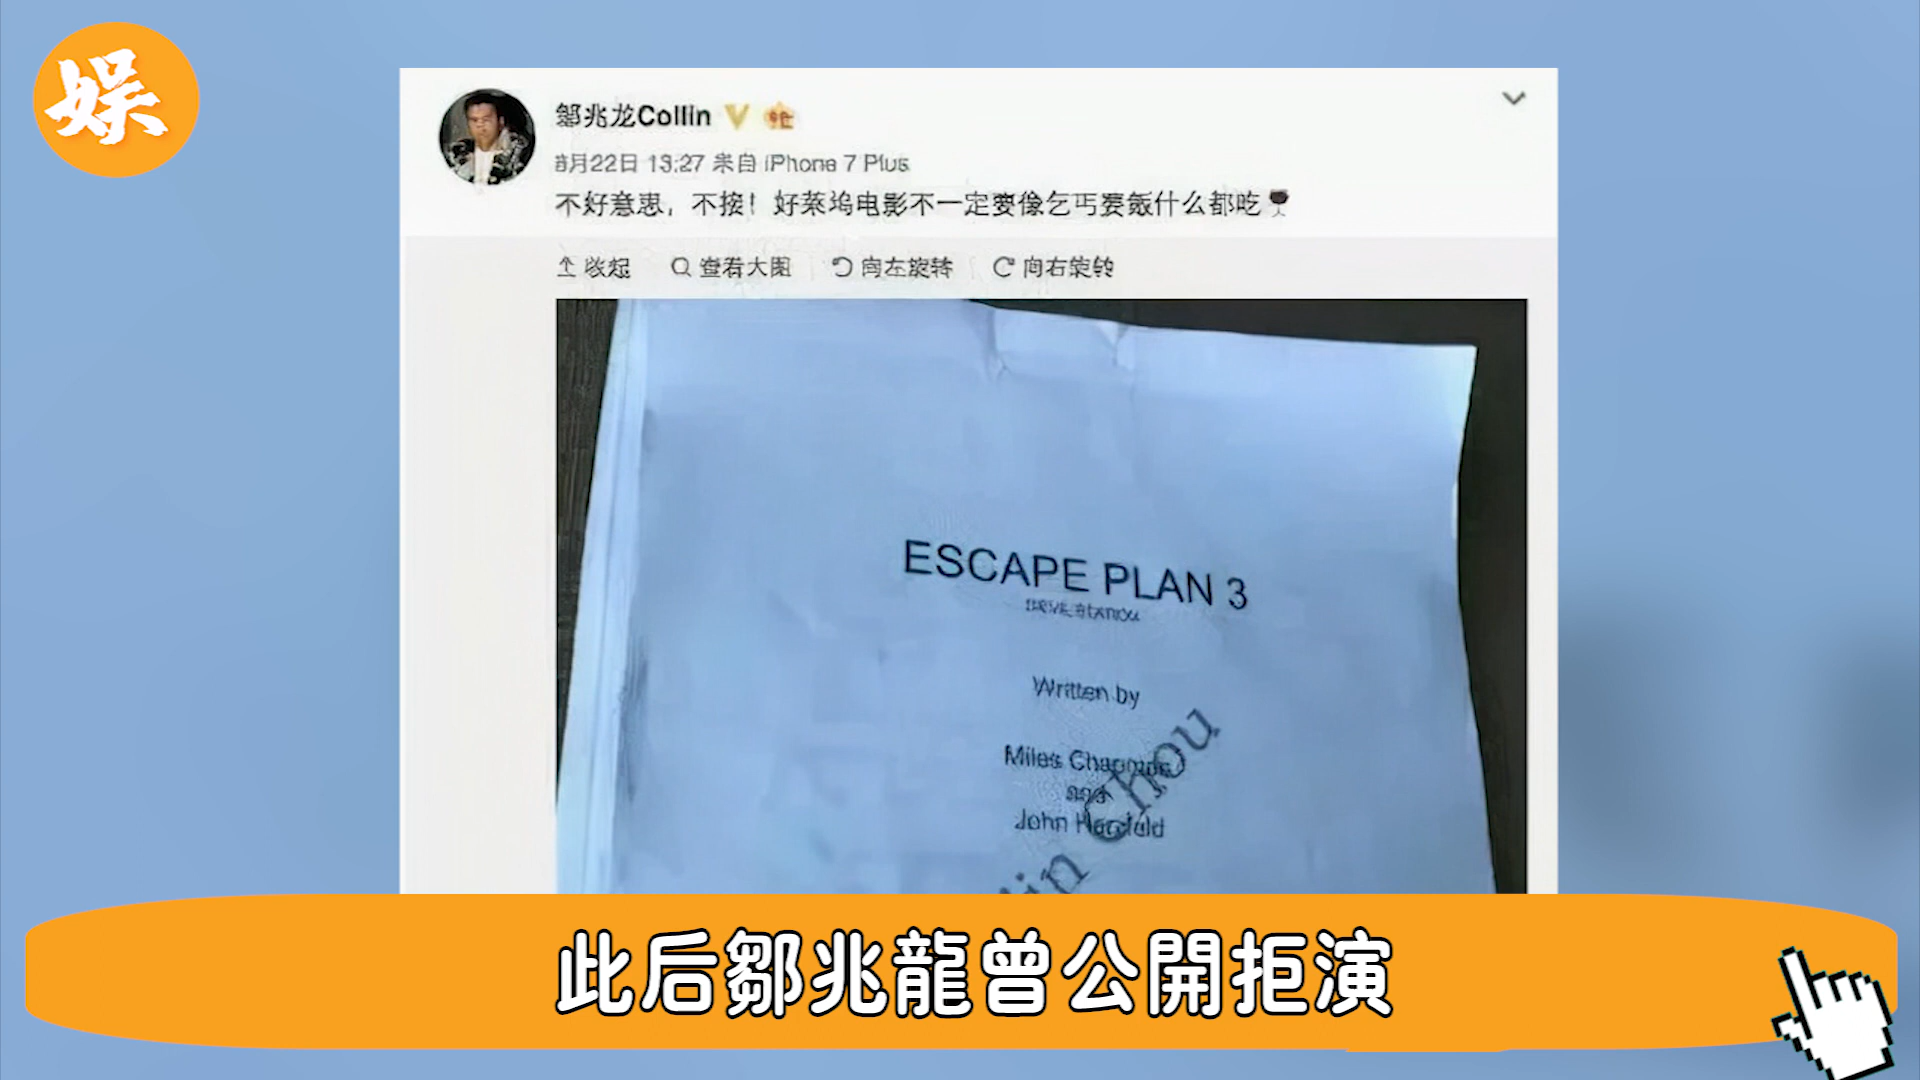 娱
邹兆龙Collin
8月22日 13:27 来自 iPhone 7 Plus
不好意思，不接！好莱坞电影不一定要像乞丐要飯什么都吃🍷
收起 查看大图 向左旋转 向右旋转
ESCAPE PLAN 3
Written by
Miles Chapman
and
John Herzfeld
lin Chou
此后鄒兆龍曾公開拒演